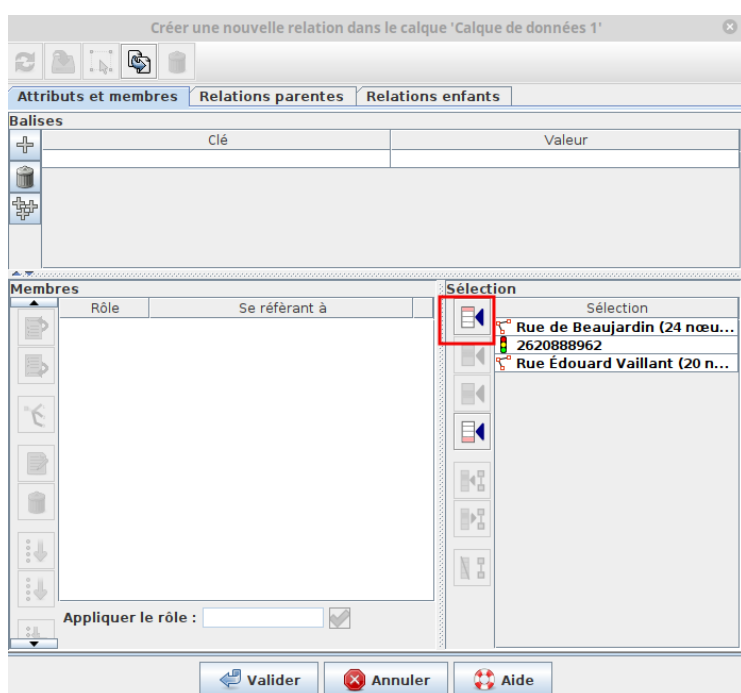 Créer une nouvelle relation dans le calque 'Calque de données 1'
Attributs et membres Relations parentes Relations enfants
Balises
Clé Valeur
Membres Sélection
Rôle Se réfèrant à Sélection
Rue de Beaujardin (24 nœu...
2620888962
Rue Édouard Vaillant (20 n...
Appliquer le rôle :
Valider Annuler Aide